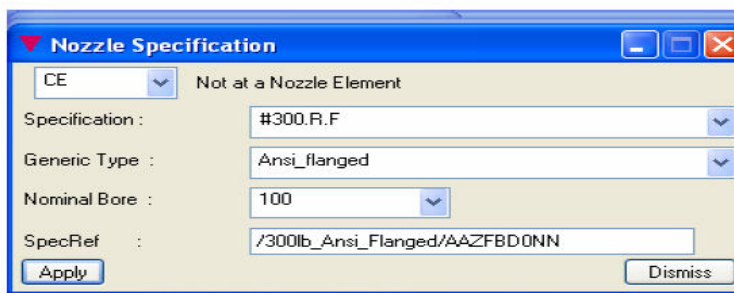 Nozzle Specification
CE Not at a Nozzle Element
Specification : #300.R.F
Generic Type : Ansi_flanged
Nominal Bore : 100
SpecRef : /300lb_Ansi_Flanged/AAZFBD0NN
Apply Dismiss